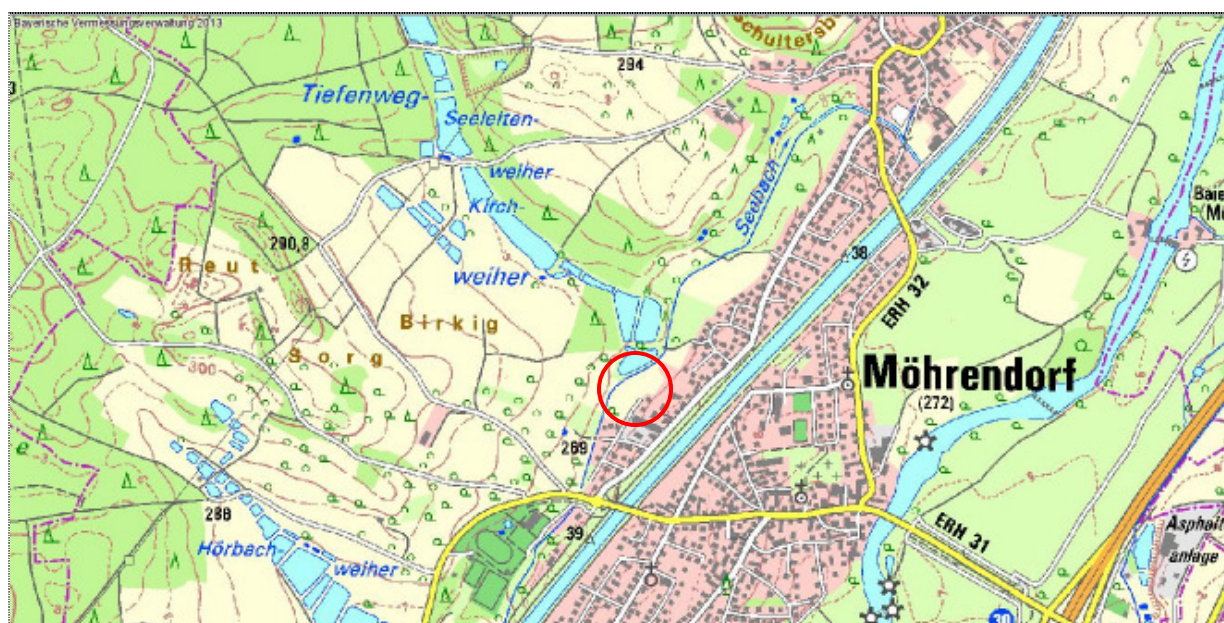 Bayerische Vermessungsverwaltung 2013
Schultersb
294
Tiefenweg-
Seeleiten-
weiher
Kirch-
weiher
Seebach
290,8
Reut
Birkig
Sorg
300
38
ERH 32
Baie
M
Möhrendorf
(272)
269
288
Hörbach-
weiher
39
ERH 31
Asphalt
anlage
30